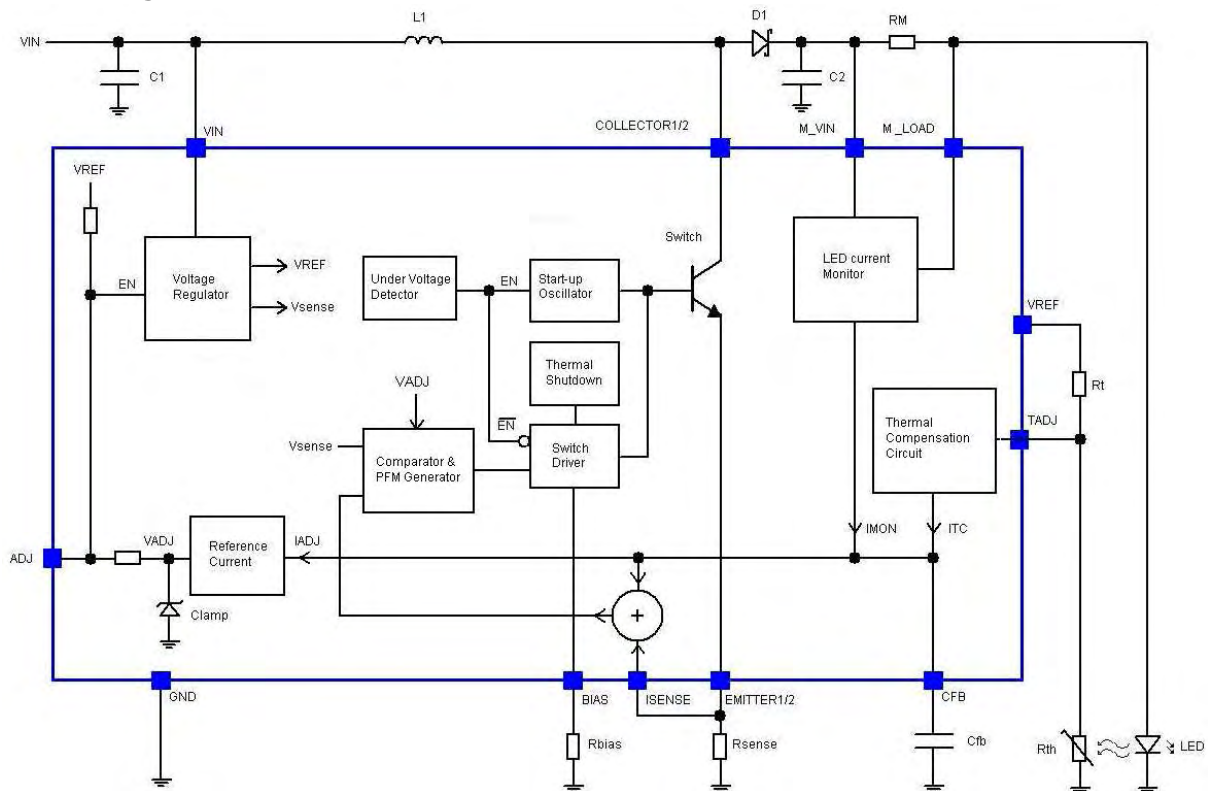 L1
D1
RM
VIN
C1
C2
VIN
COLLECTOR1/2
M_VIN
M_LOAD
VREF
Switch
Voltage
Regulator
EN
VREF
Vsense
Under Voltage
Detector
EN
Start-up
Oscillator
LED current
Monitor
VREF
Thermal
Shutdown
Rt
VADJ
EN
TADJ
Vsense
Comparator &
PFM Generator
Switch
Driver
Thermal
Compensation
Circuit
ADJ
VADJ
Reference
Current
IADJ
IMON
ITC
Clamp
+
GND
BIAS
ISENSE
EMITTER1/2
CFB
Rbias
Rsense
Cfb
Rth
LED